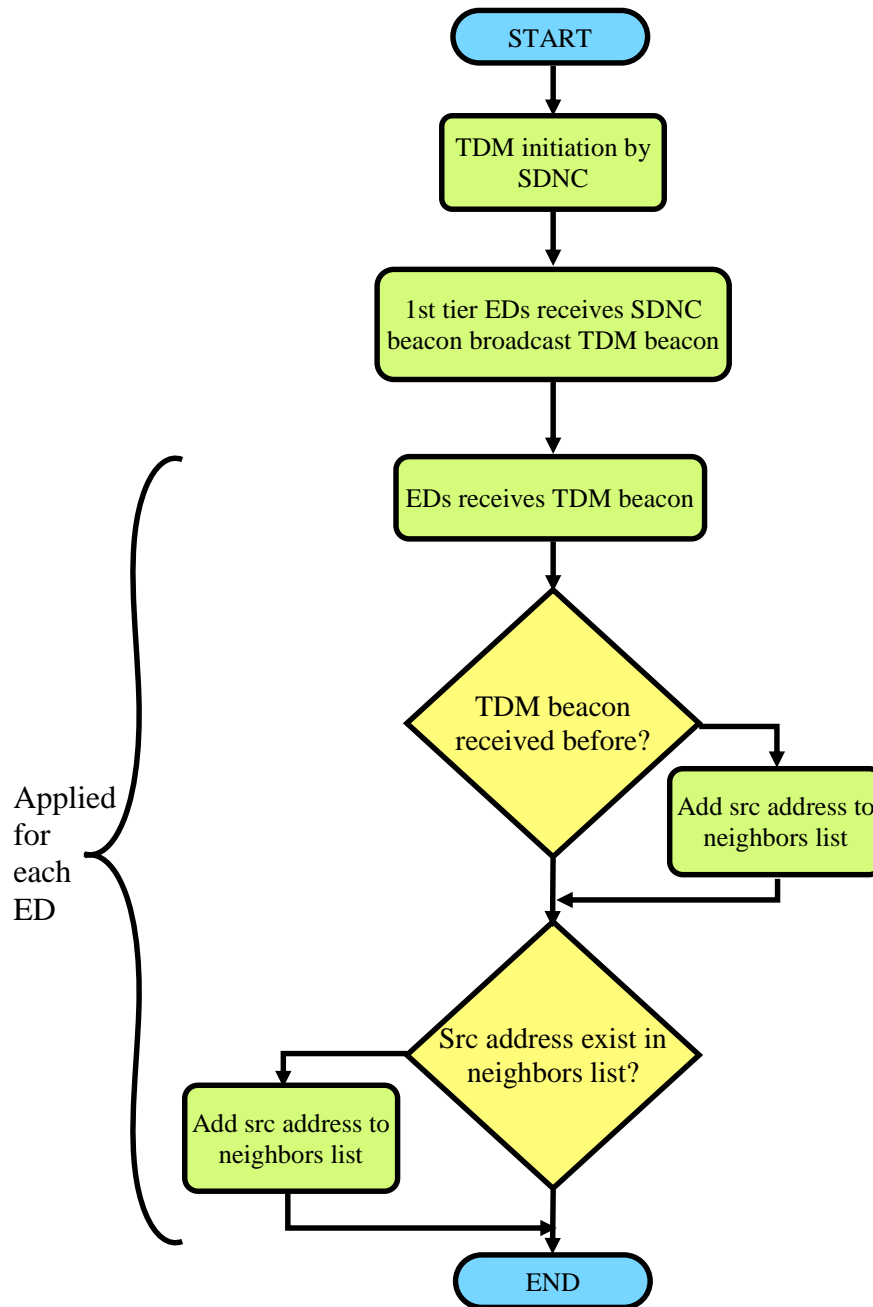 START
TDM initiation by
SDNC
1st tier EDs receives SDNC
beacon broadcast TDM beacon
EDs receives TDM beacon
TDM beacon
received before?
Add src address to
neighbors list
Applied
for
each
ED
Src address exist in
neighbors list?
Add src address to
neighbors list
END